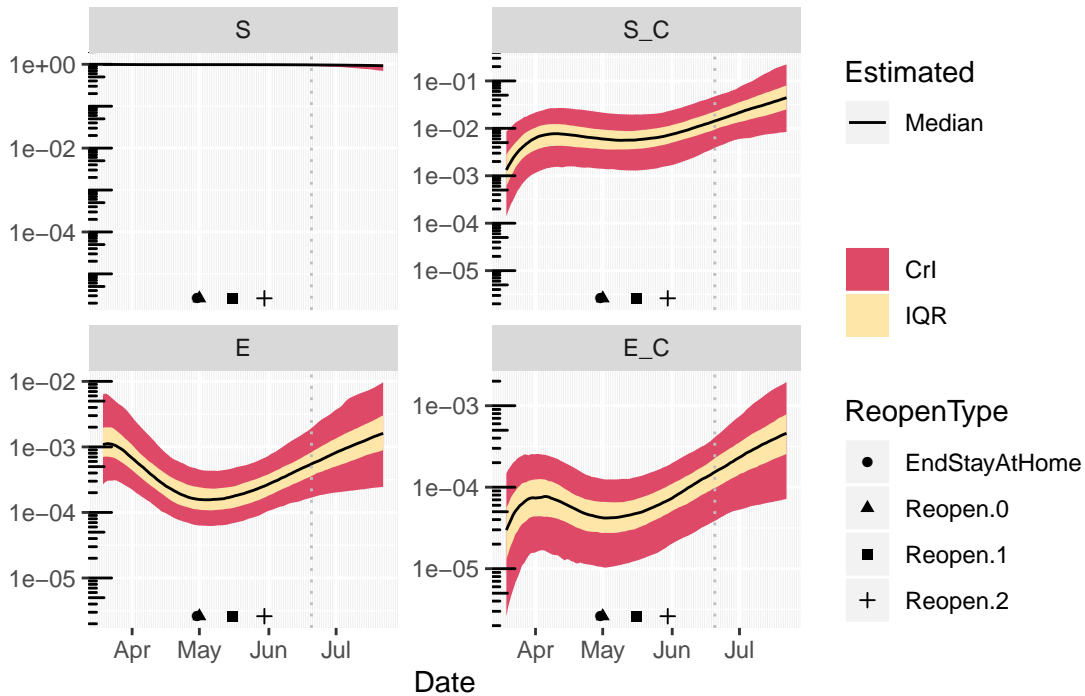 S
S_C
1e+00
1e−02
1e−04
1e−01
1e−02
1e−03
1e−04
1e−05
E
E_C
1e−02
1e−03
1e−04
1e−05
1e−03
1e−04
1e−05
Apr May Jun Jul
Apr May Jun Jul
Date
Estimated
Median
CrI
IQR
ReopenType
EndStayAtHome
Reopen.0
Reopen.1
Reopen.2